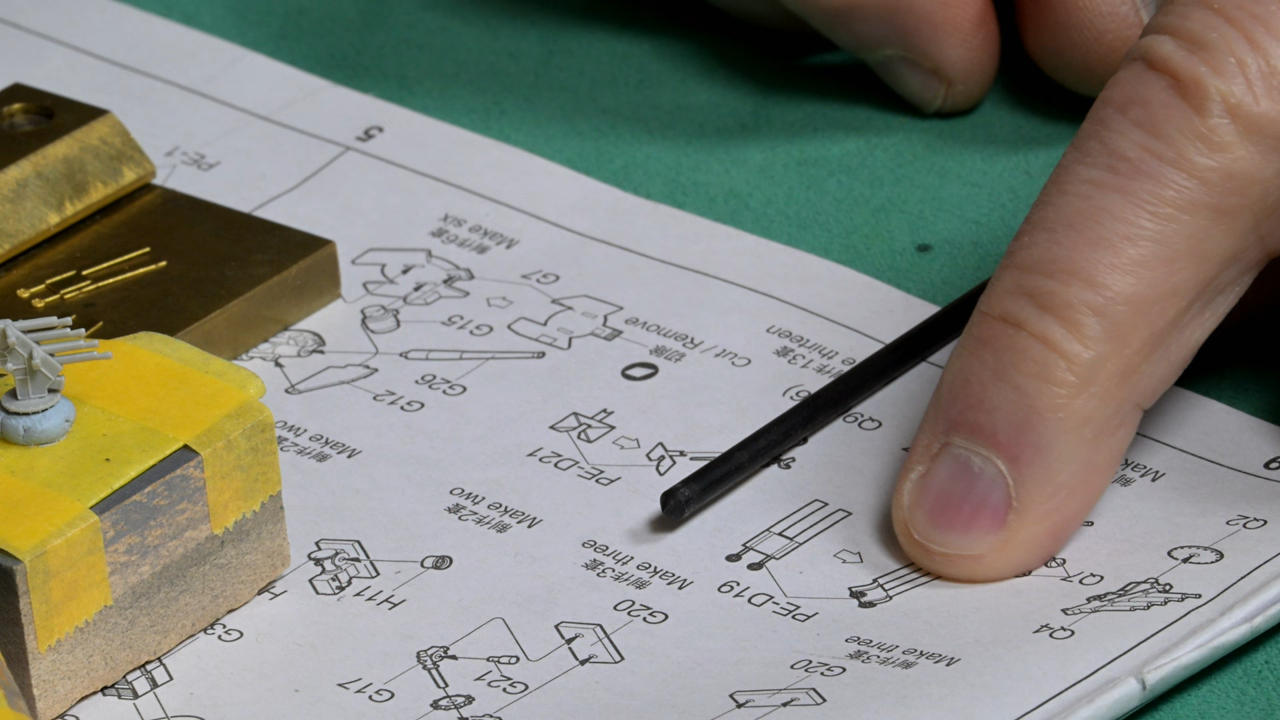 5
PE-1
Make six
制作6套
G7
G15
G26
G12
Cut / Remove
切除
e thirteen
制作13套
Q9
PE-D21
Make two
制作2套
Make two
制作2套
Make three
制作3套
PE-D19
G20
H11
G17
G21
G20
Make three
制作3套
Q2
Q7
Q4